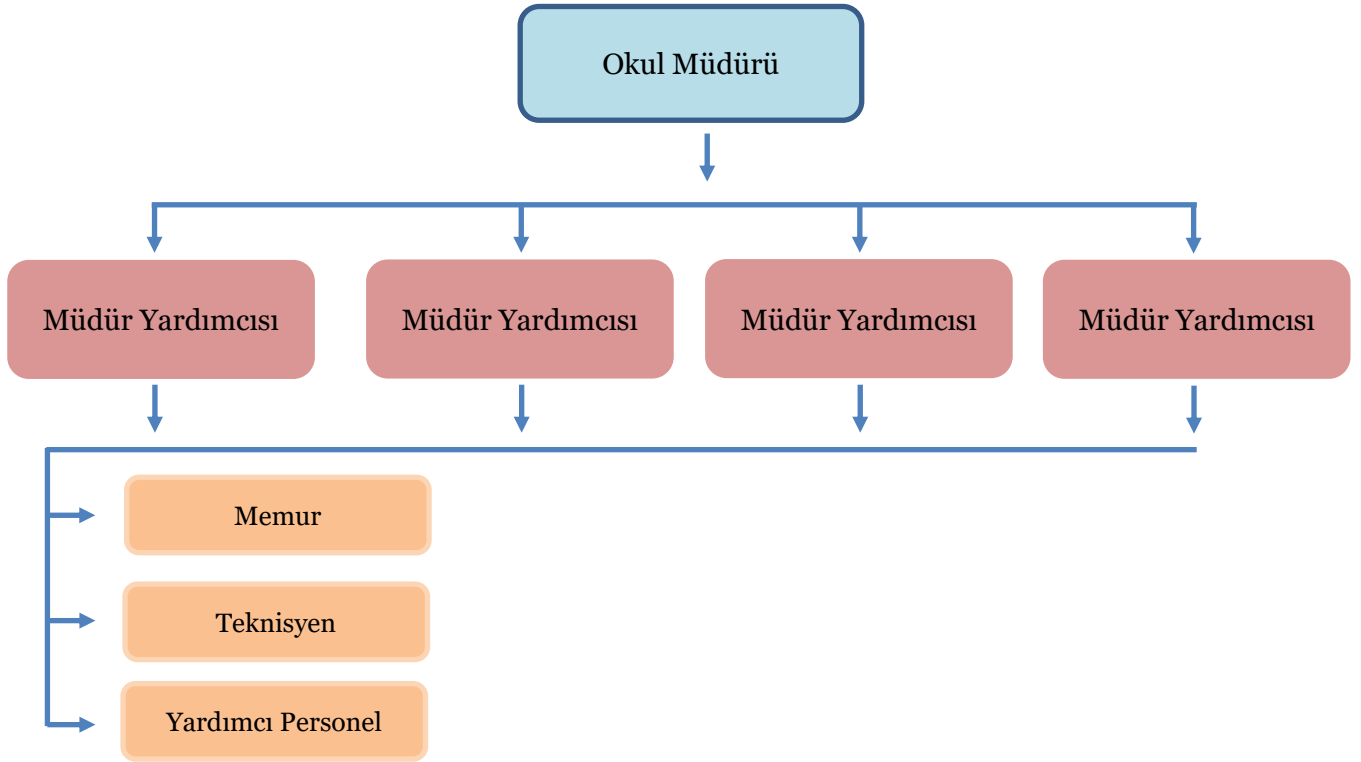 Okul Müdürü
Müdür Yardımcısı
Müdür Yardımcısı
Müdür Yardımcısı
Müdür Yardımcısı
Memur
Teknisyen
Yardımcı Personel